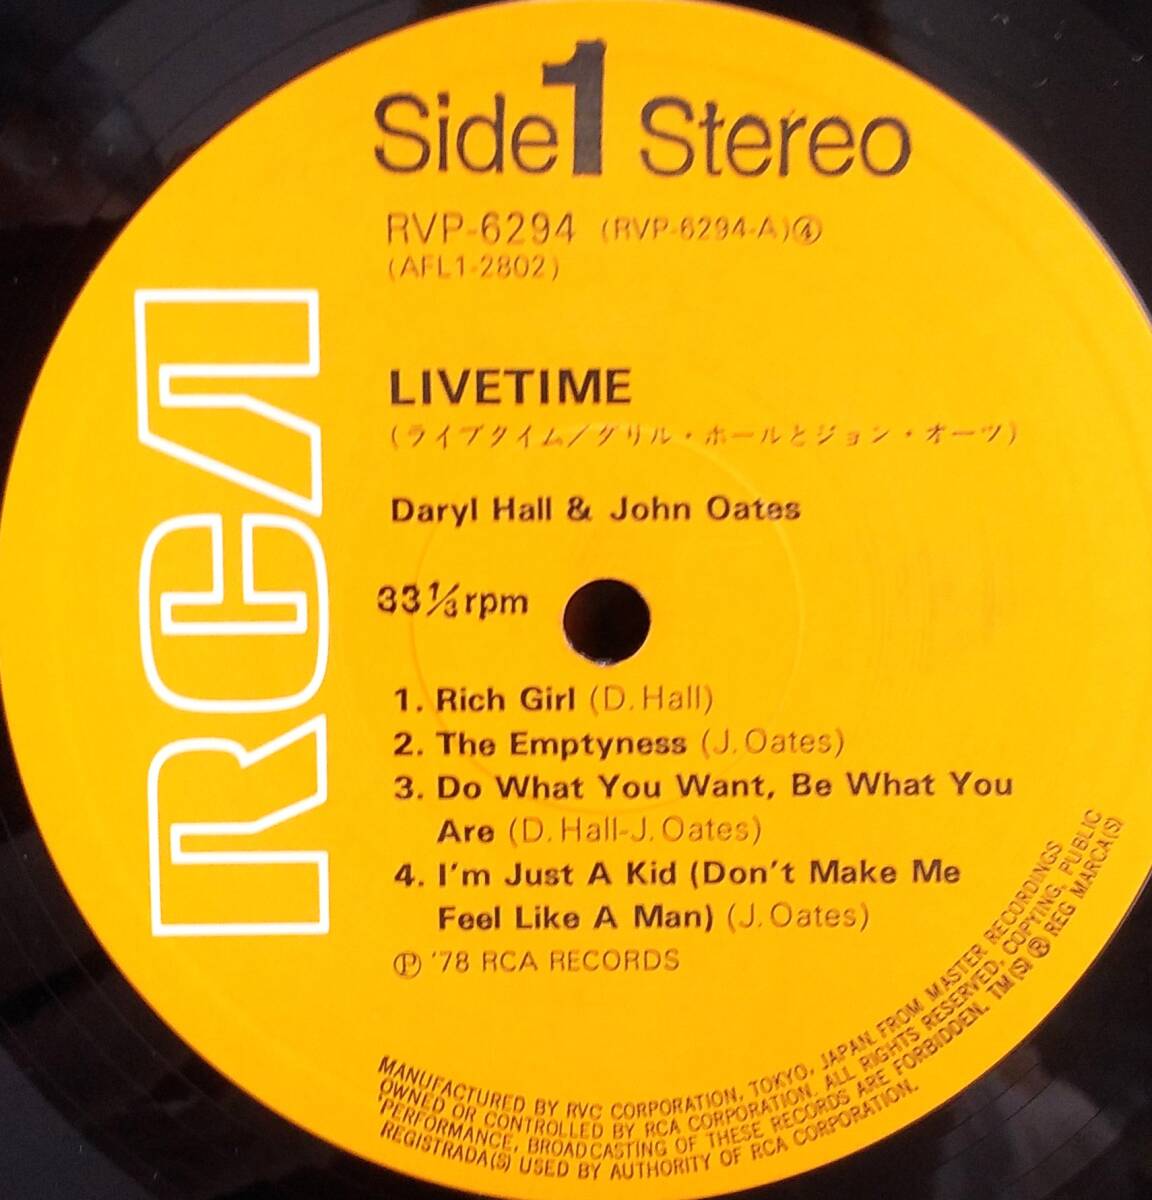 Side 1 Stereo
RVP-6294 (RVP-6294-A)④
(AFL1-2802)
RCA
LIVETIME
(ライブタイム／ダリル・ホールとジョン・オーツ)
Daryl Hall & John Oates
33 1/3 rpm
1. Rich Girl (D. Hall)
2. The Emptyness (J. Oates)
3. Do What You Want, Be What You
Are (D. Hall-J. Oates)
4. I'm Just A Kid (Don't Make Me
Feel Like A Man) (J. Oates)
Ⓟ '78 RCA RECORDS
MANUFACTURED BY RVC CORPORATION, TOKYO, JAPAN. FROM MASTER RECORDINGS
OWNED OR CONTROLLED BY RCA CORPORATION. ALL RIGHTS RESERVED, COPYING, PUBLIC
PERFORMANCE, BROADCASTING OF THESE RECORDS ARE FORBIDDEN. TM(S) ® REG MARCA(S)
REGISTRADA(S) USED BY AUTHORITY OF RCA CORPORATION.